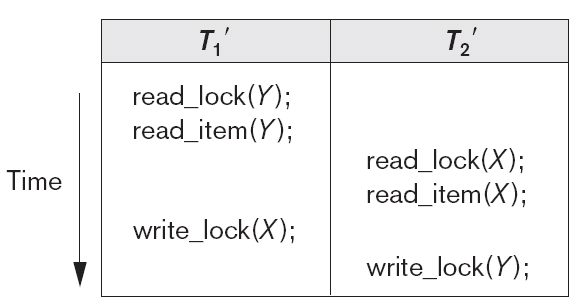 T₁′ T₂′
read_lock(Y);
read_item(Y);
read_lock(X);
Time
read_item(X);
write_lock(X);
write_lock(Y);